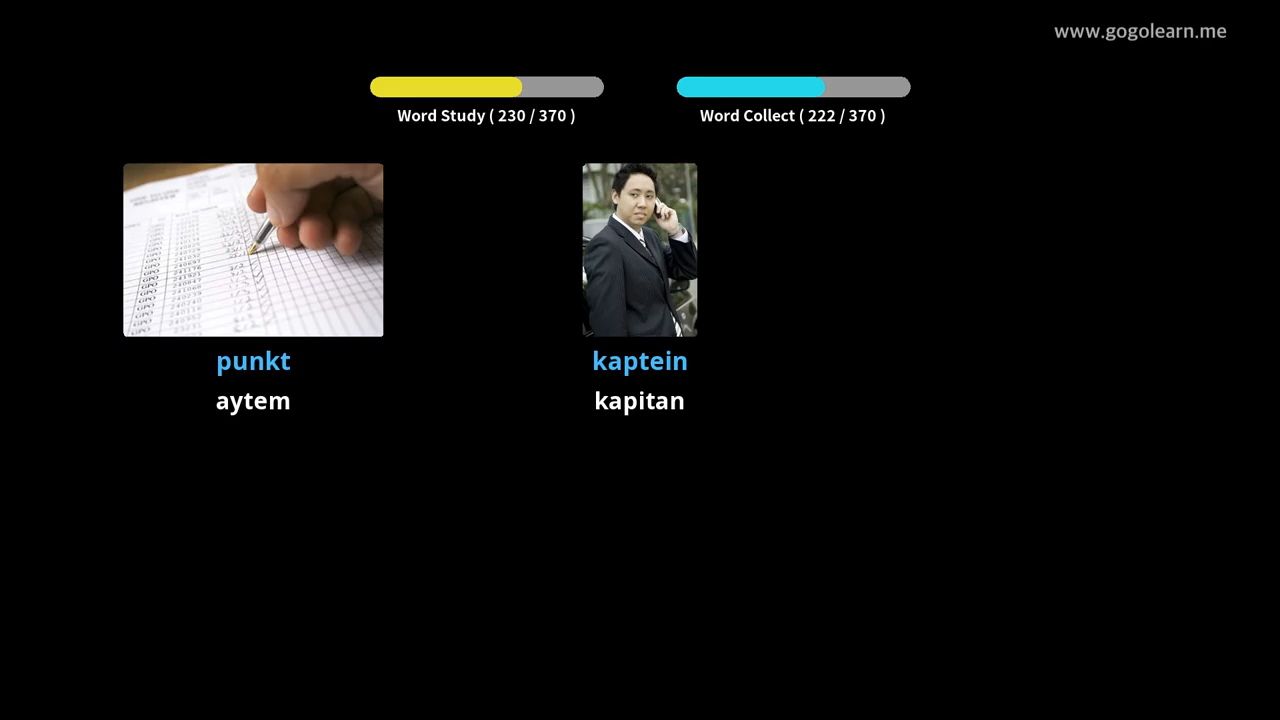 www.gogolearn.me
Word Study ( 230 / 370 )
Word Collect ( 222 / 370 )
punkt
aytem
kaptein
kapitan